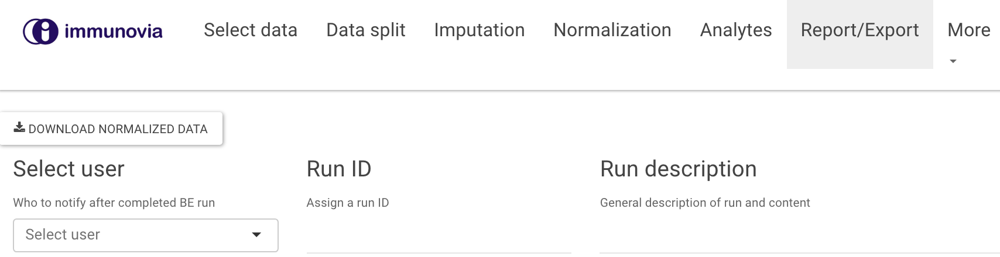 immunovia Select data Data split Imputation Normalization Analytes Report/Export More
DOWNLOAD NORMALIZED DATA
Select user Run ID Run description
Who to notify after completed BE run Assign a run ID General description of run and content
Select user